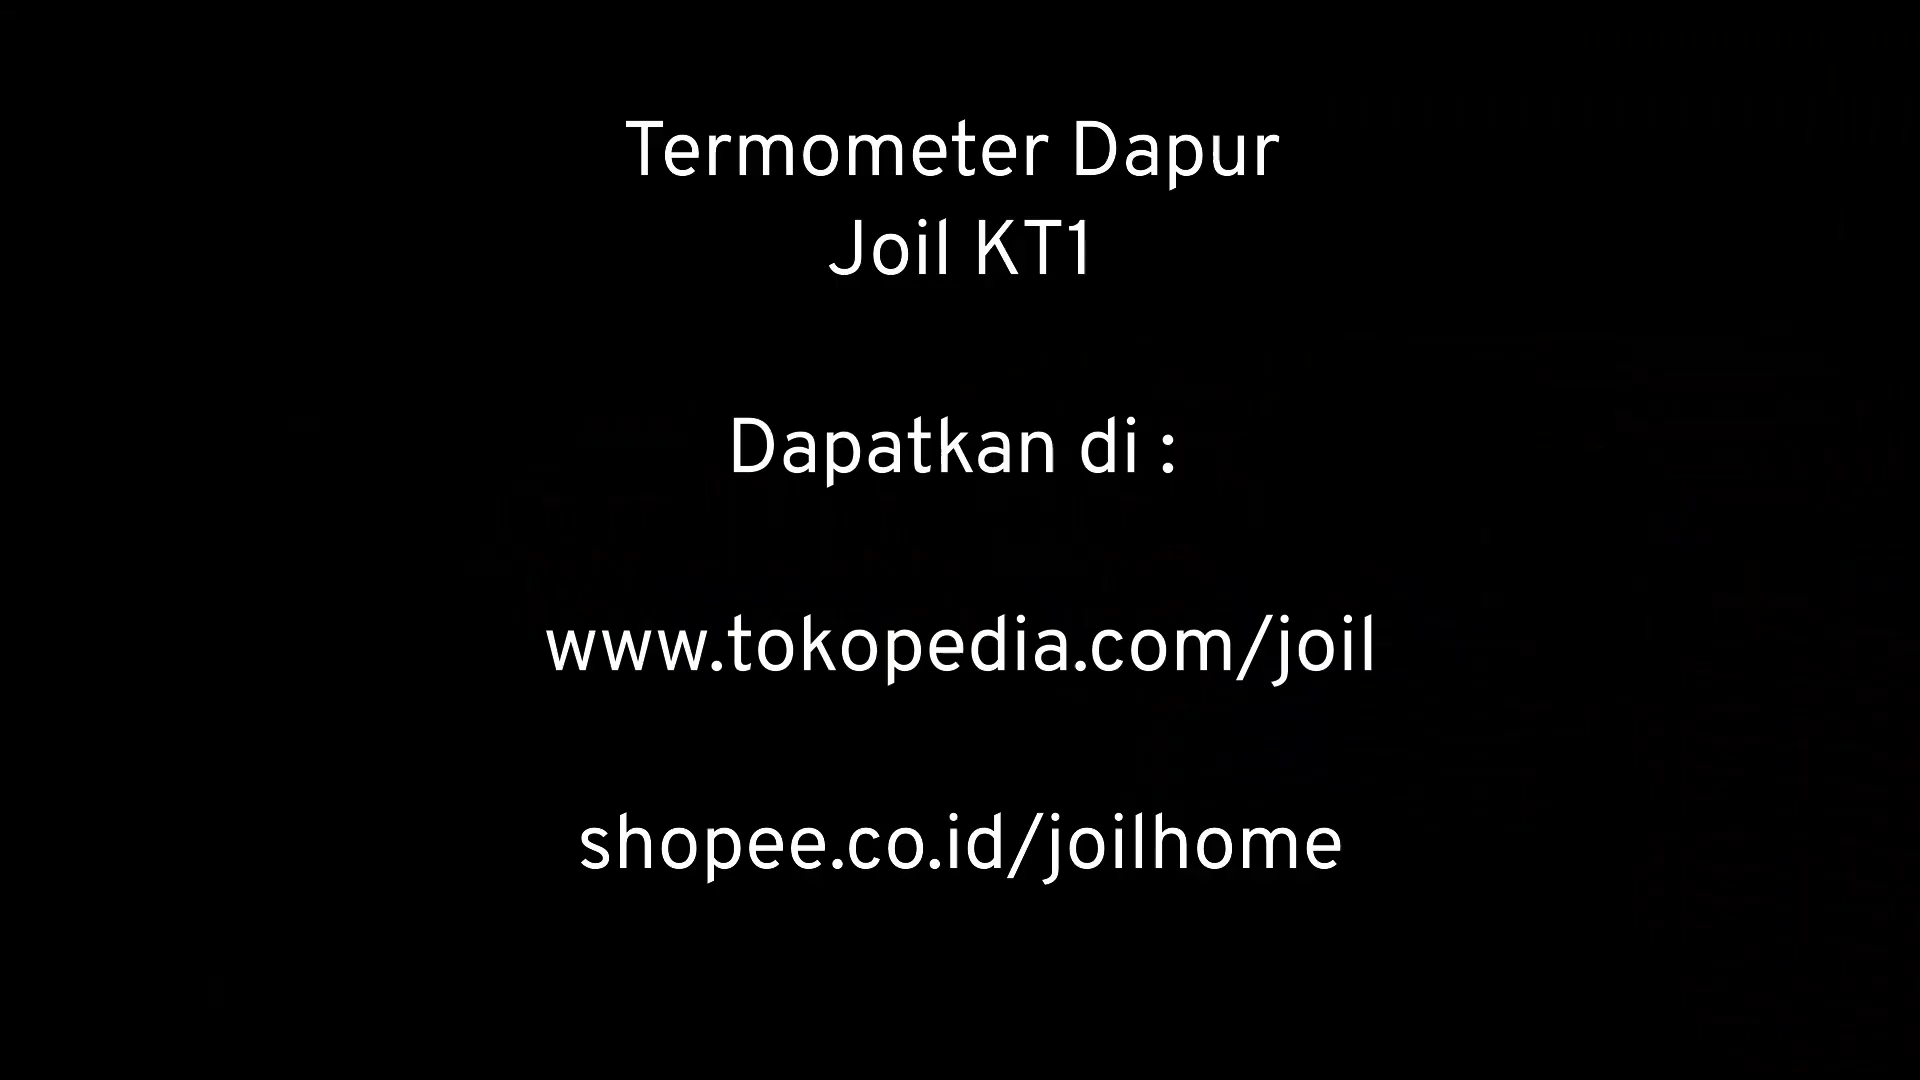 Termometer Dapur
Joil KT1
Dapatkan di :
www.tokopedia.com/joil
shopee.co.id/joilhome